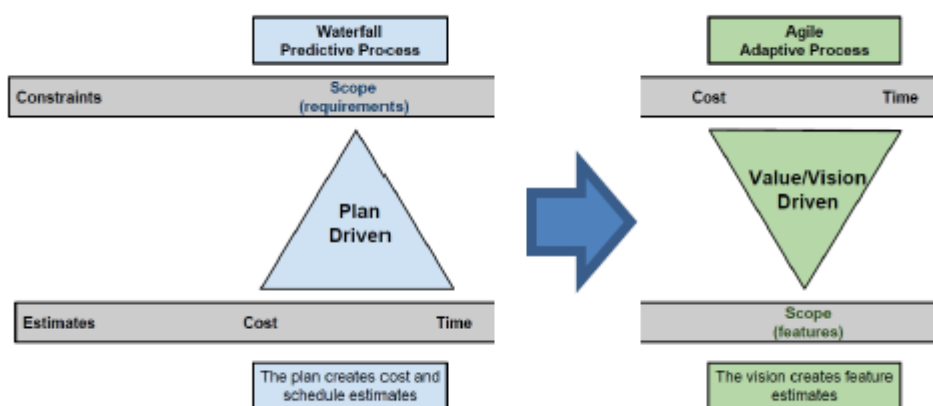 Waterfall
Predictive Process
Agile
Adaptive Process
Constraints
Scope
(requirements)
Cost
Time
Plan
Driven
Value/Vision
Driven
Estimates
Cost
Time
Scope
(features)
The plan creates cost and
schedule estimates
The vision creates feature
estimates